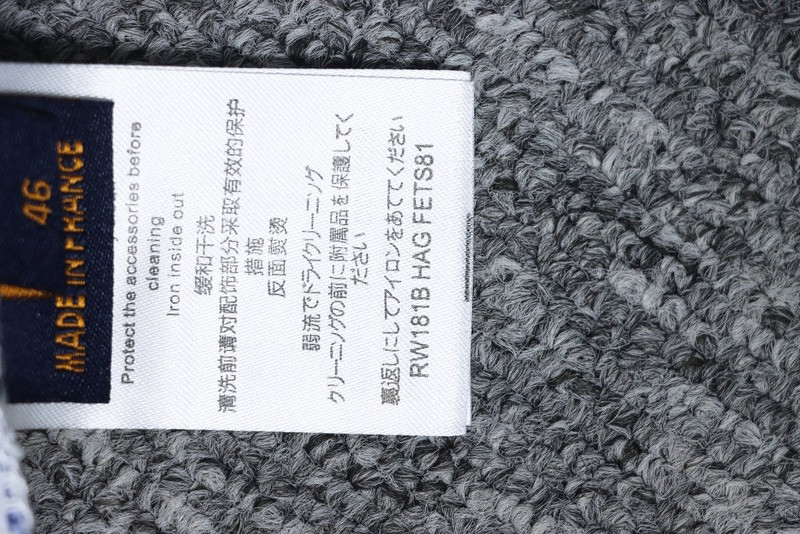 46
MADE IN FRANCE
Protect the accessories before
cleaning
Iron inside out
缓和干洗
清洗前请对配饰部分采取有效的保护
措施
反面熨烫
弱流でドライクリーニング
クリーニングの前に附属品を保護してく
ださい
裏返しにしてアイロンをあててください
RW181B HAG FETS81